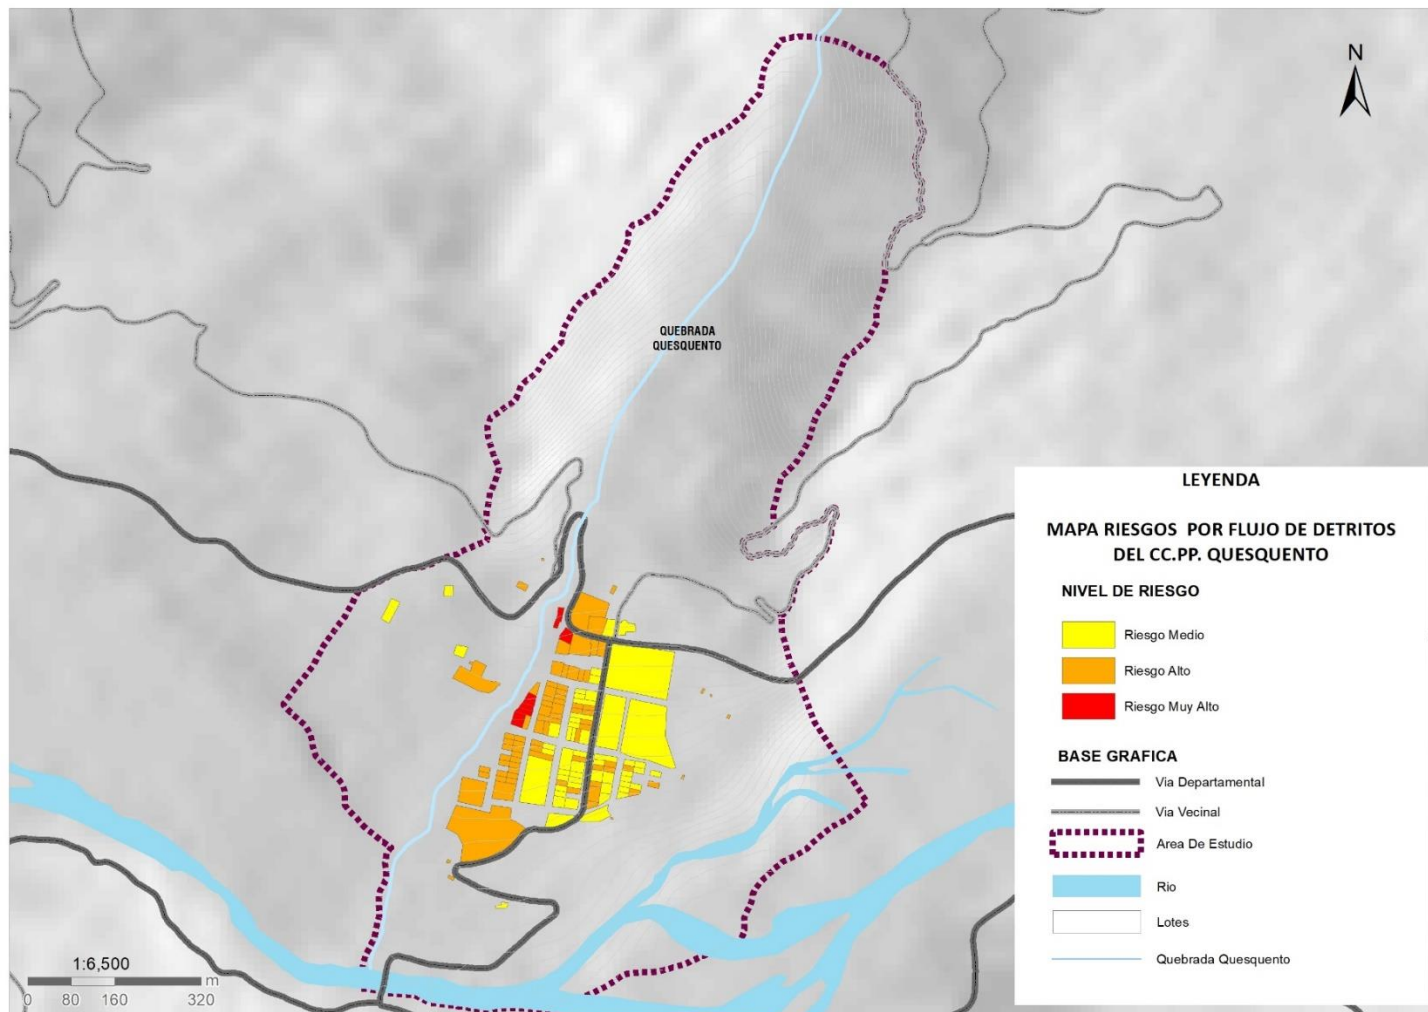 N
QUEBRADA
QUESQUENTO
LEYENDA
MAPA RIESGOS POR FLUJO DE DETRITOS
DEL CC.PP. QUESQUENTO
NIVEL DE RIESGO
Riesgo Medio
Riesgo Alto
Riesgo Muy Alto
BASE GRAFICA
Via Departamental
Via Vecinal
Area De Estudio
Rio
Lotes
Quebrada Quesquento
1:6,500
m
0 80 160 320